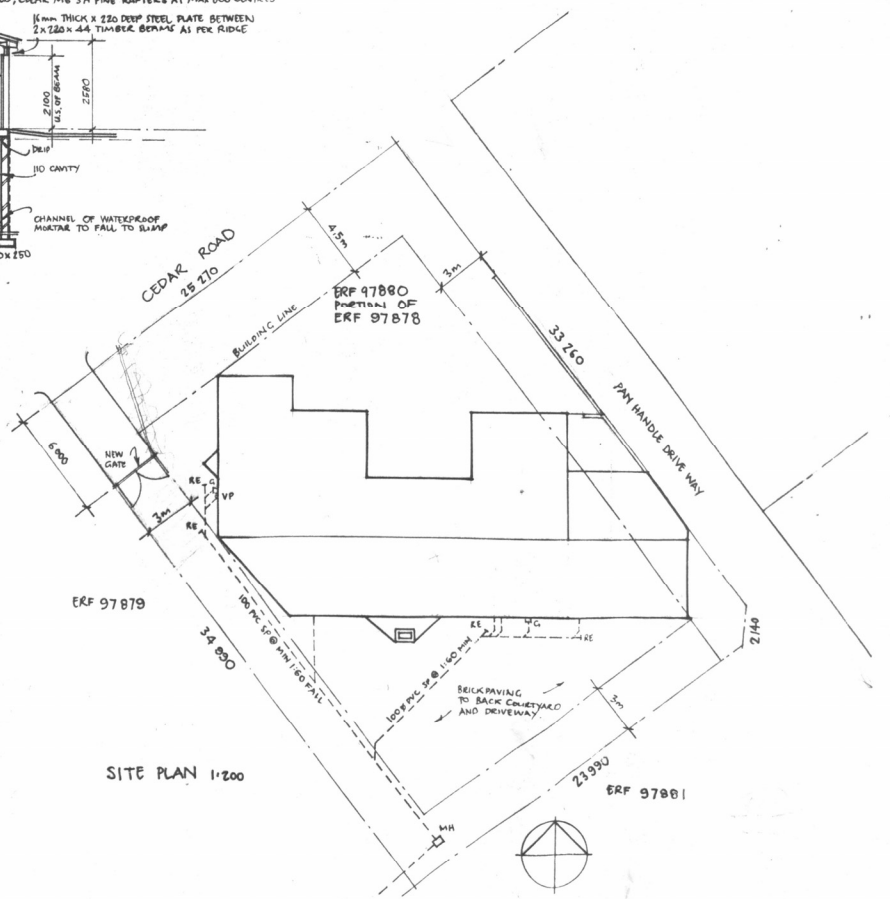 16mm THICK x 220 DEEP STEEL PLATE BETWEEN
2x220x44 TIMBER BEAMS AS PER RIDGE
2100
U.S. OF BEAM
2580
DRIP
110 CAVITY
CHANNEL OF WATERPROOF
MORTAR TO FALL TO SUMP
CEDAR ROAD
25 270
4.5m
BUILDING LINE
ERF 97880
PORTION OF
ERF 97878
3m
33 260
PAN HANDLE DRIVE WAY
NEW
GATE
3m
RE
G
VP
RE
ERF 97879
34 890
100 PVC SP @ MIN 1:60 FALL
RE
G
RE
100ø PVC SP @ 1:60 MIN
BRICKPAVING
TO BACK COURTYARD
AND DRIVEWAY
2140
3m
23990
ERF 97881
SITE PLAN 1:200
MH